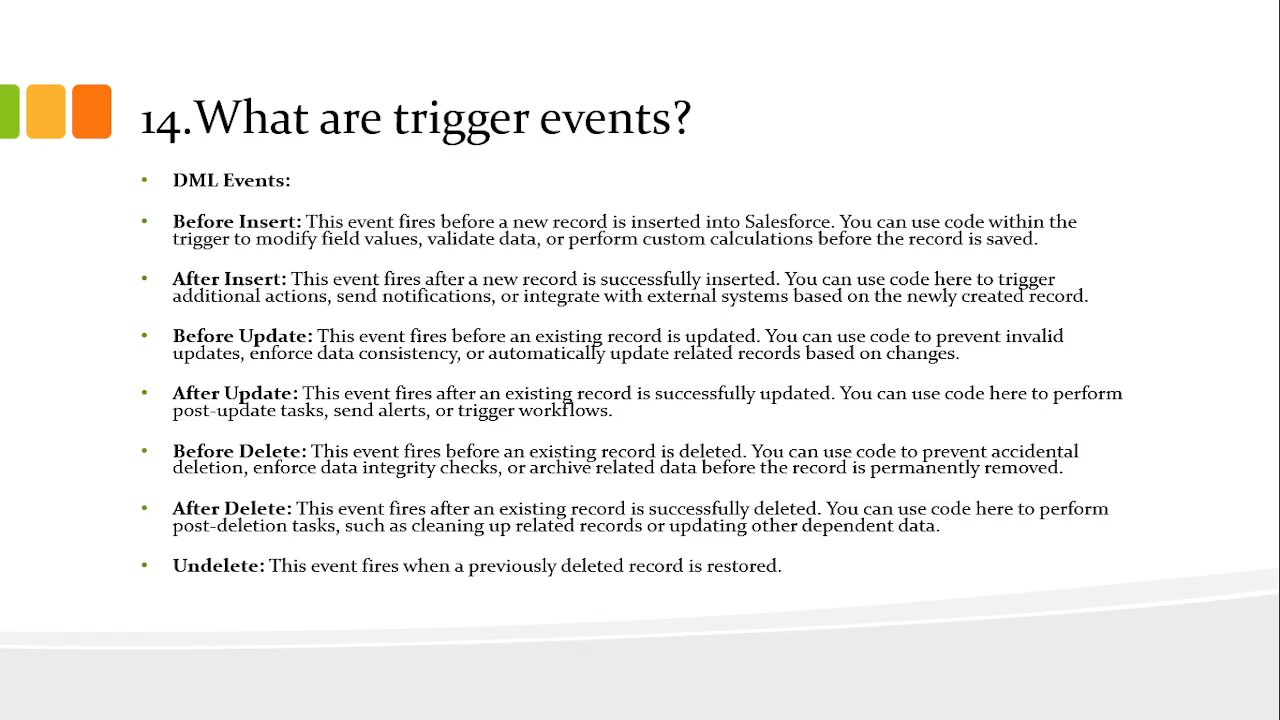 14.What are trigger events?
• DML Events:
• Before Insert: This event fires before a new record is inserted into Salesforce. You can use code within the
trigger to modify field values, validate data, or perform custom calculations before the record is saved.
• After Insert: This event fires after a new record is successfully inserted. You can use code here to trigger
additional actions, send notifications, or integrate with external systems based on the newly created record.
• Before Update: This event fires before an existing record is updated. You can use code to prevent invalid
updates, enforce data consistency, or automatically update related records based on changes.
• After Update: This event fires after an existing record is successfully updated. You can use code here to perform
post-update tasks, send alerts, or trigger workflows.
• Before Delete: This event fires before an existing record is deleted. You can use code to prevent accidental
deletion, enforce data integrity checks, or archive related data before the record is permanently removed.
• After Delete: This event fires after an existing record is successfully deleted. You can use code here to perform
post-deletion tasks, such as cleaning up related records or updating other dependent data.
• Undelete: This event fires when a previously deleted record is restored.